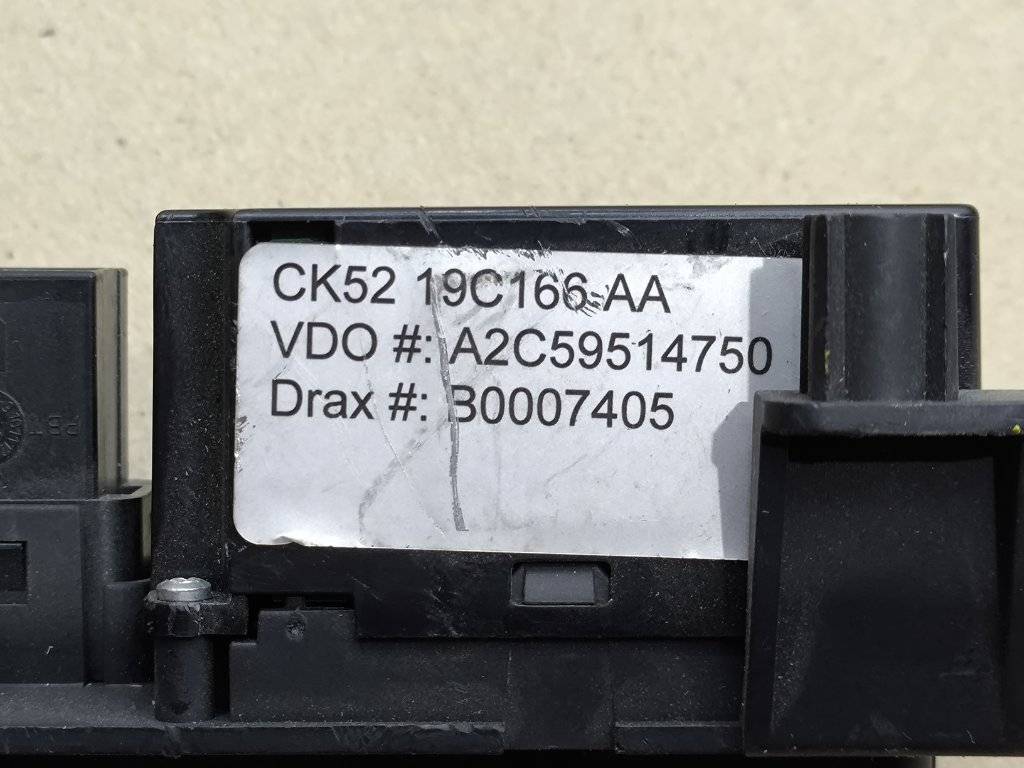 CK52 19C166-AA
VDO #: A2C59514750
Drax #: B0007405